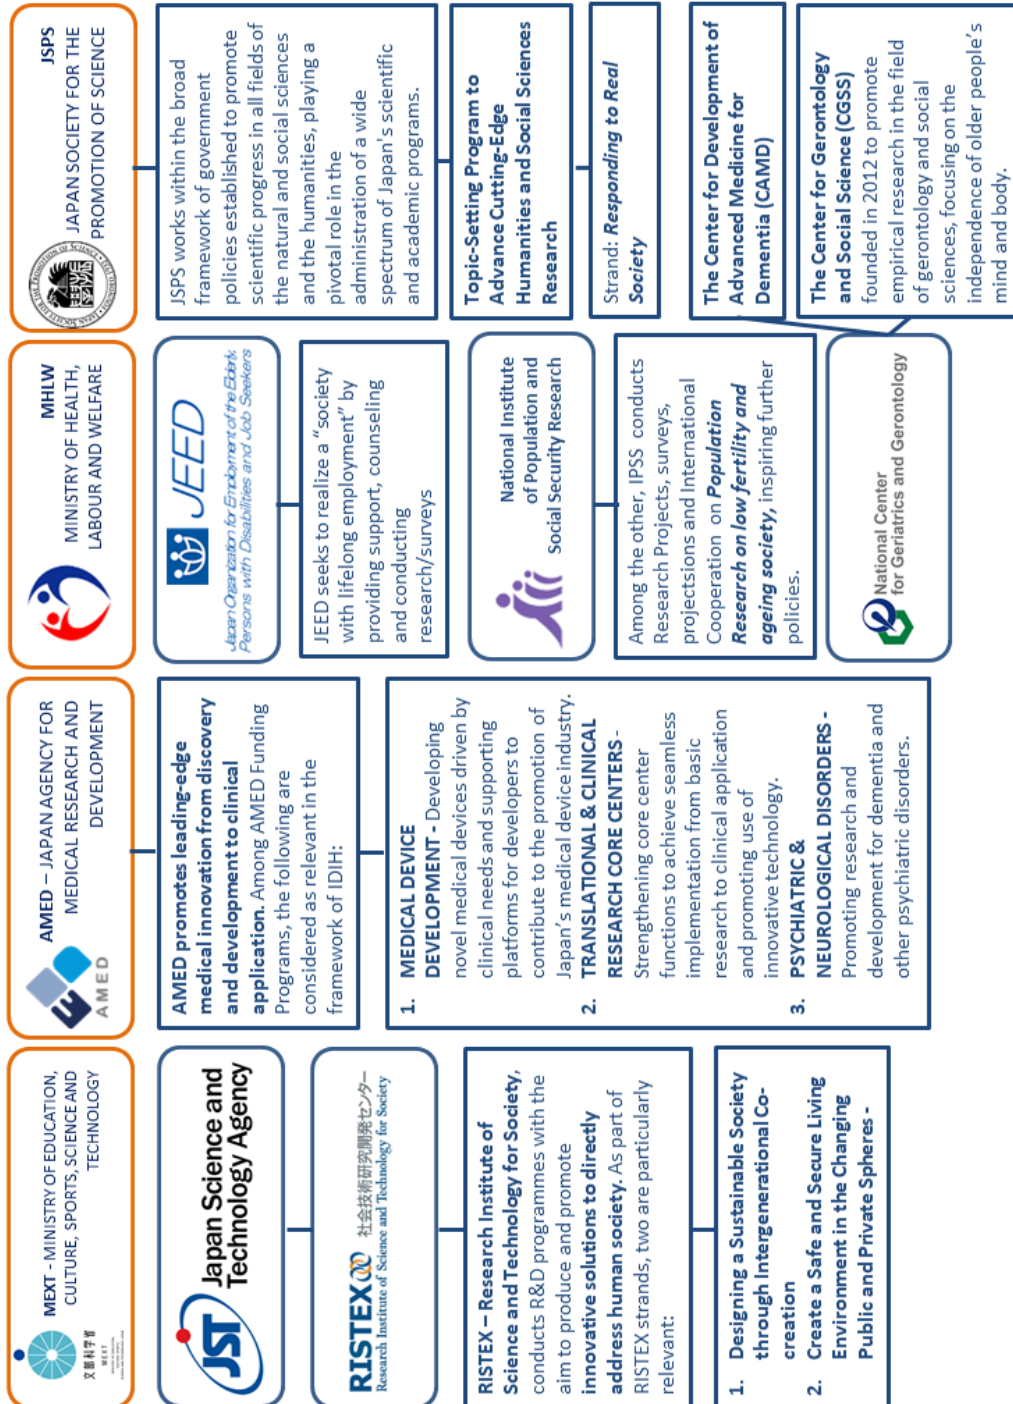 MEXT - MINISTRY OF EDUCATION,
CULTURE, SPORTS, SCIENCE AND
TECHNOLOGY
文部科学省
MEXT
JST
Japan Science and
Technology Agency
RISTEX 社会技術研究開発センター
Research Institute of Science and Technology for Society
RISTEX – Research Institute of
Science and Technology for Society,
conducts R&D programmes with the
aim to produce and promote
innovative solutions to directly
address human society. As part of
RISTEX strands, two are particularly
relevant:
1. Designing a Sustainable Society
through Intergenerational Co-
creation
2. Create a Safe and Secure Living
Environment in the Changing
Public and Private Spheres -
AMED – JAPAN AGENCY FOR
MEDICAL RESEARCH AND
DEVELOPMENT
AMED
AMED promotes leading-edge
medical innovation from discovery
and development to clinical
application. Among AMED Funding
Programs, the following are
considered as relevant in the
framework of IDIH:
1. MEDICAL DEVICE
DEVELOPMENT - Developing
novel medical devices driven by
clinical needs and supporting
platforms for developers to
contribute to the promotion of
Japan's medical device industry.
2. TRANSLATIONAL & CLINICAL
RESEARCH CORE CENTERS -
Strengthening core center
functions to achieve seamless
implementation from basic
research to clinical application
and promoting use of
innovative technology.
3. PSYCHIATRIC &
NEUROLOGICAL DISORDERS -
Promoting research and
development for dementia and
other psychiatric disorders.
MHLW
MINISTRY OF HEALTH,
LABOUR AND WELFARE
JEED
Japan Organization for Employment of the Elderly,
Persons with Disabilities and Job Seekers
JEED seeks to realize a "society
with lifelong employment" by
providing support, counseling
and conducting
research/surveys
National Institute
of Population and
Social Security Research
Among the other, IPSS conducts
Research Projects, surveys,
projectsions and International
Cooperation on Population
Research on low fertility and
ageing society, inspiring further
policies.
National Center
for Geriatrics and Gerontology
JSPS
JAPAN SOCIETY FOR THE
PROMOTION OF SCIENCE
JSPS works within the broad
framework of government
policies established to promote
scientific progress in all fields of
the natural and social sciences
and the humanities, playing a
pivotal role in the
administration of a wide
spectrum of Japan's scientific
and academic programs.
Topic-Setting Program to
Advance Cutting-Edge
Humanities and Social Sciences
Research
Strand: Responding to Real
Society
The Center for Development of
Advanced Medicine for
Dementia (CAMD)
The Center for Gerontology
and Social Science (CGSS)
founded in 2012 to promote
empirical research in the field
of gerontology and social
sciences, focusing on the
independence of older people's
mind and body.